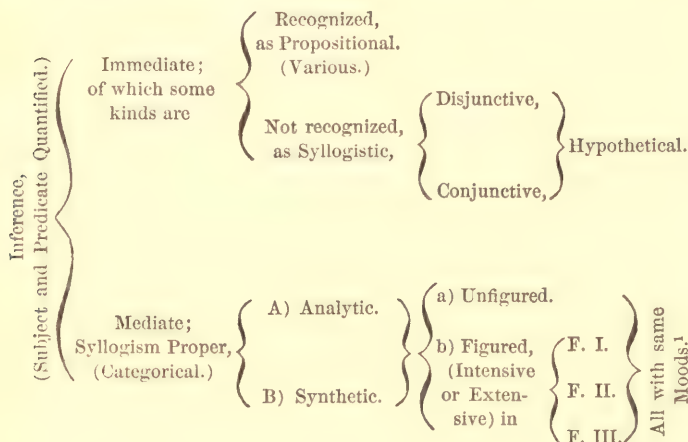 Inference,
(Subject and Predicate Quantified.)
Immediate;
of which some
kinds are
Recognized,
as Propositional.
(Various.)
Not recognized,
as Syllogistic,
Disjunctive,
Conjunctive,
Hypothetical.
Mediate;
Syllogism Proper,
(Categorical.)
A) Analytic.
B) Synthetic.
a) Unfigured.
b) Figured,
(Intensive
or Exten-
sive) in
F. I.
F. II.
F. III.
All with same
Moods.¹